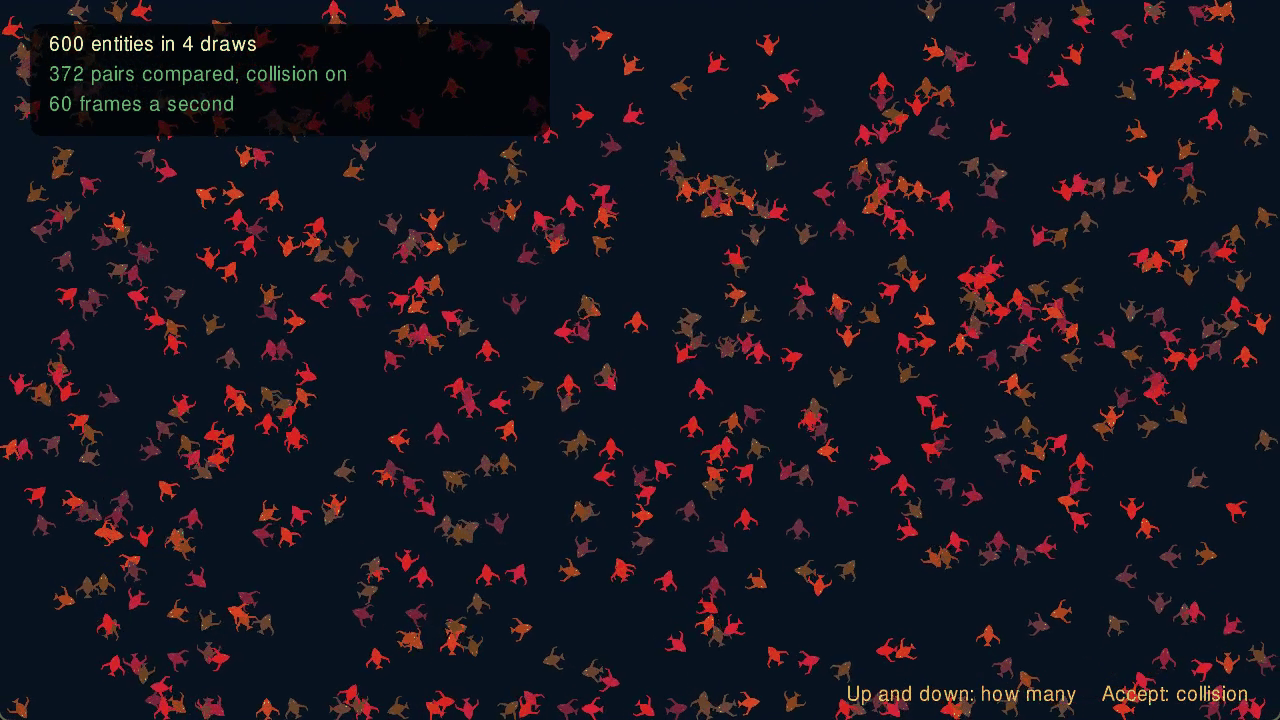 600 entities in 4 draws
372 pairs compared, collision on
60 frames a second
Up and down: how many
Accept: collision